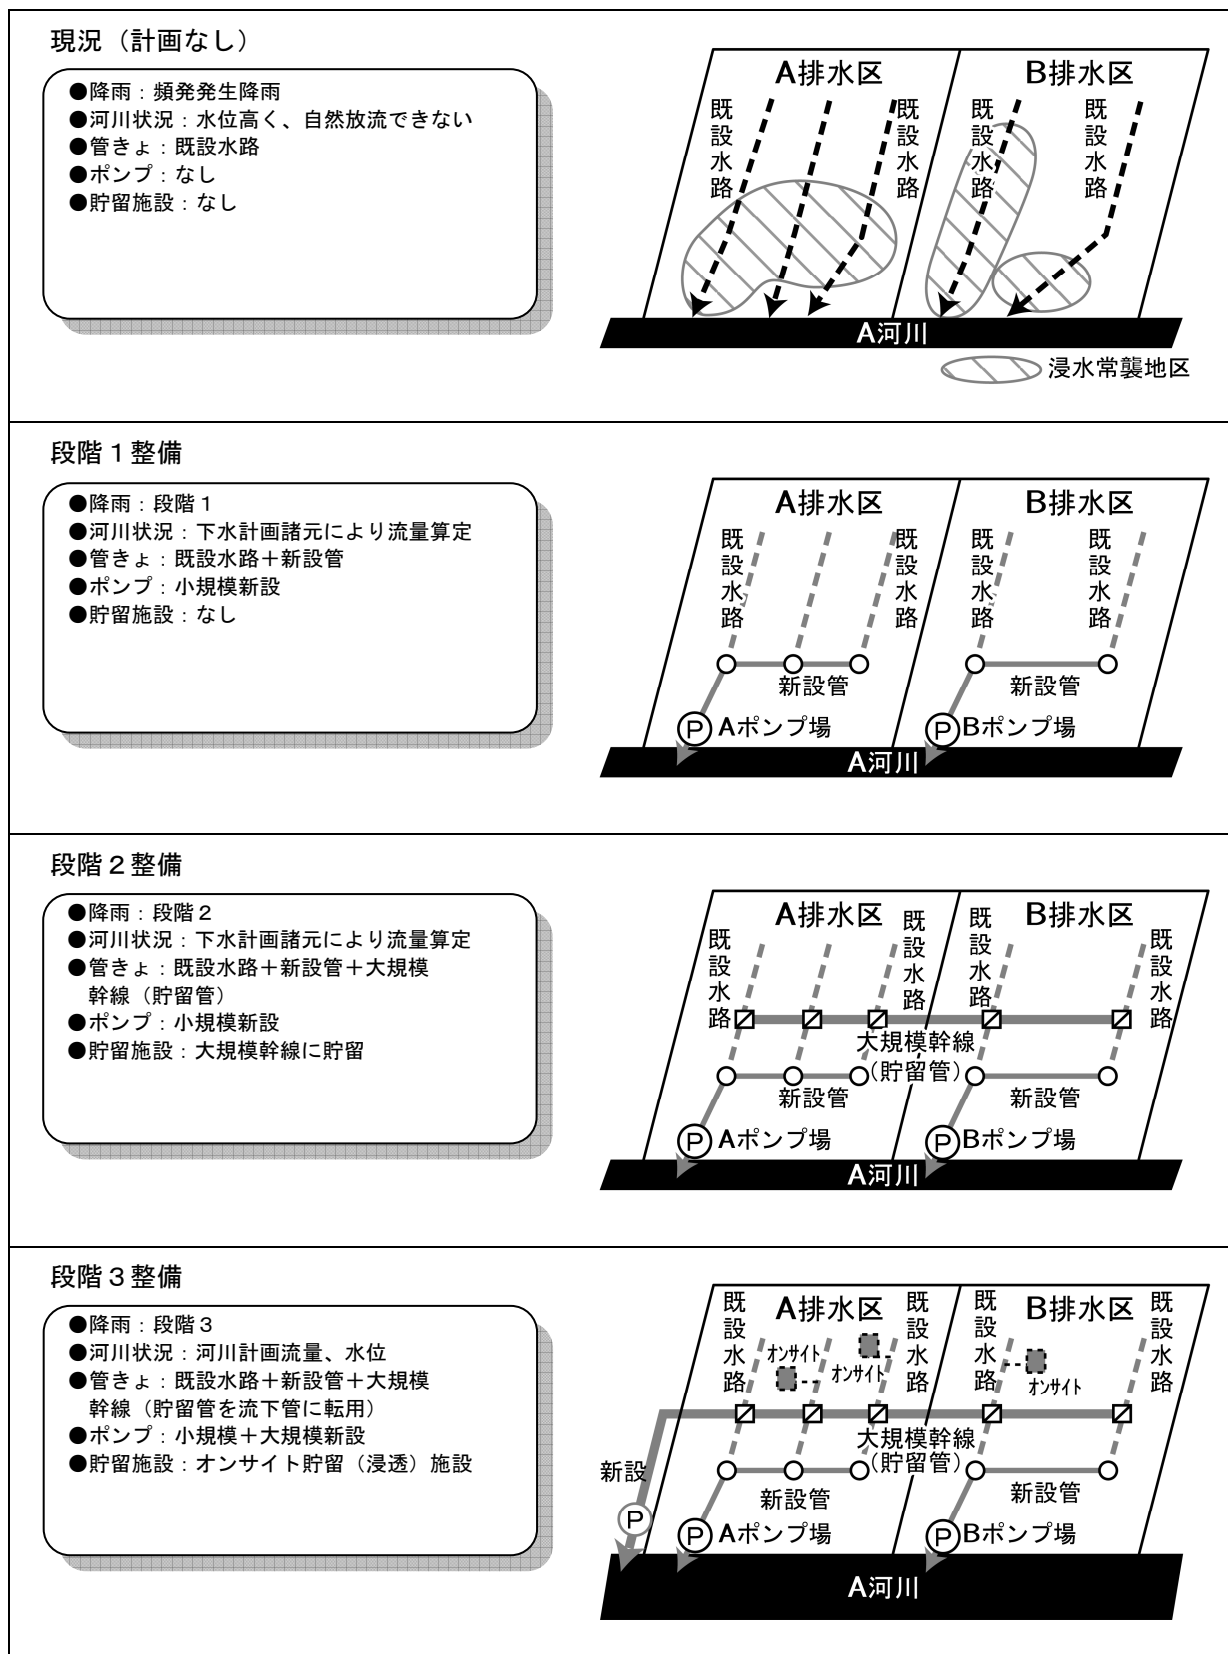 現況（計画なし）
●降雨：頻発発生降雨
●河川状況：水位高く、自然放流できない
●管きょ：既設水路
●ポンプ：なし
●貯留施設：なし
A排水区
B排水区
既設水路
既設水路
既設水路
既設水路
A河川
浸水常襲地区
段階１整備
●降雨：段階１
●河川状況：下水計画諸元により流量算定
●管きょ：既設水路＋新設管
●ポンプ：小規模新設
●貯留施設：なし
A排水区
B排水区
既設水路
既設水路
既設水路
既設水路
新設管
新設管
P
Aポンプ場
P
Bポンプ場
A河川
段階２整備
●降雨：段階２
●河川状況：下水計画諸元により流量算定
●管きょ：既設水路＋新設管＋大規模
幹線（貯留管）
●ポンプ：小規模新設
●貯留施設：大規模幹線に貯留
A排水区
B排水区
既設水路
既設水路
既設水路
既設水路
大規模幹線
（貯留管）
新設管
新設管
P
Aポンプ場
P
Bポンプ場
A河川
段階３整備
●降雨：段階３
●河川状況：河川計画流量、水位
●管きょ：既設水路＋新設管＋大規模
幹線（貯留管を流下管に転用）
●ポンプ：小規模＋大規模新設
●貯留施設：オンサイト貯留（浸透）施設
A排水区
B排水区
既設水路
既設水路
既設水路
既設水路
ｵﾝｻｲﾄ
ｵﾝｻｲﾄ
ｵﾝｻｲﾄ
大規模幹線
（貯留管）
新設
新設管
新設管
P
P
Aポンプ場
P
Bポンプ場
A河川